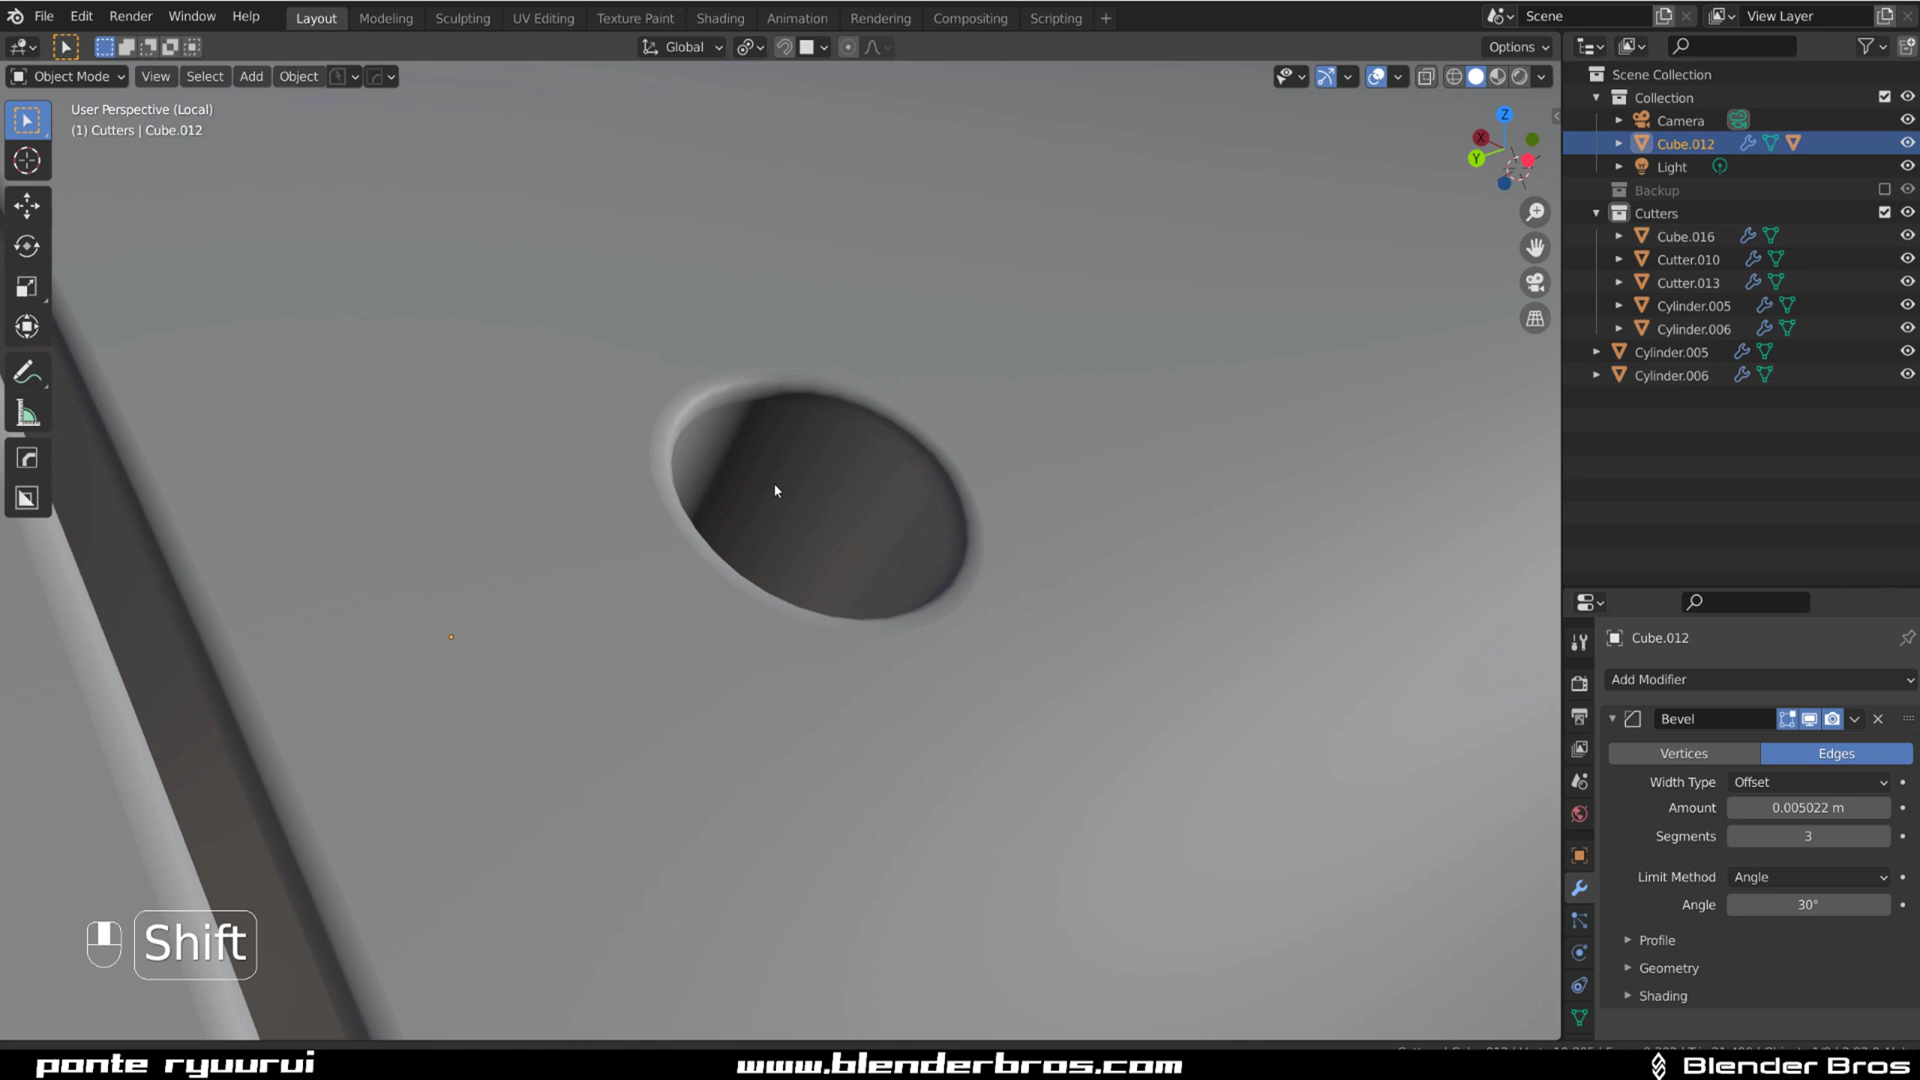 File Edit Render Window Help Layout Modeling Sculpting UV Editing Texture Paint Shading Animation Rendering Compositing Scripting + Scene View Layer
Global Options
Object Mode View Select Add Object
User Perspective (Local)
(1) Cutters | Cube.012
Z
X
Y
Scene Collection
Collection
Camera
Cube.012
Light
Backup
Cutters
Cube.016
Cutter.010
Cutter.013
Cylinder.005
Cylinder.006
Cylinder.005
Cylinder.006
Cube.012
Add Modifier
Bevel
Vertices Edges
Width Type Offset
Amount 0.005022 m
Segments 3
Limit Method Angle
Angle 30°
Profile
Geometry
Shading
Shift
ponte ryuurui www.blenderbros.com Blender Bros